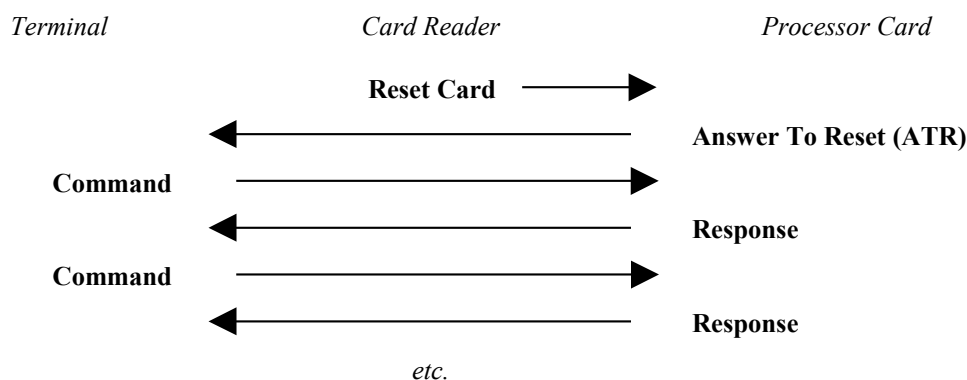 Terminal Card Reader Processor Card
Reset Card
Answer To Reset (ATR)
Command
Response
Command
Response
etc.